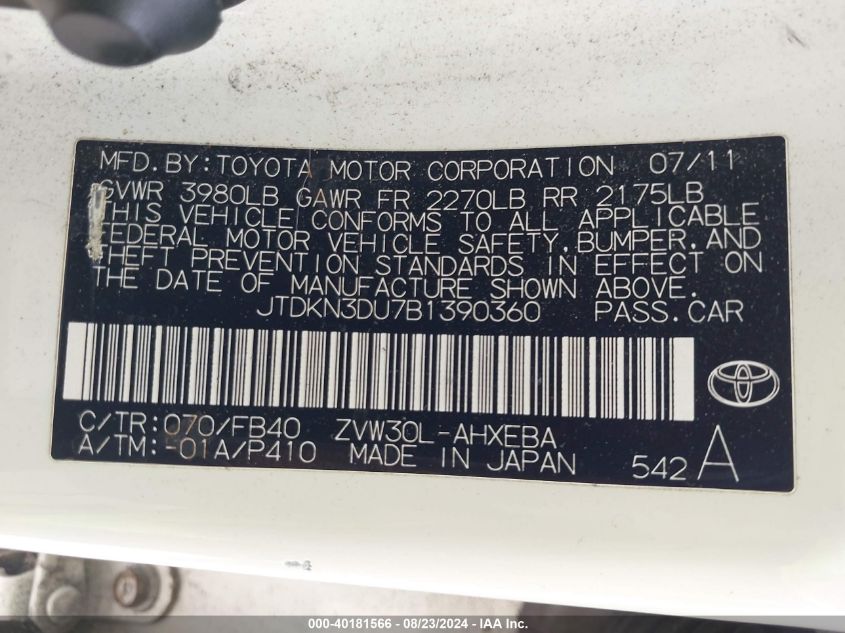 MFD.BY:TOYOTA MOTOR CORPORATION 07/11
GVWR 3980LB GAWR FR 2270LB RR 2175LB
THIS VEHICLE CONFORMS TO ALL APPLICABLE
FEDERAL MOTOR VEHICLE SAFETY,BUMPER,AND
THEFT PREVENTION STANDARDS IN EFFECT ON
THE DATE OF MANUFACTURE SHOWN ABOVE.
JTDKN3DU7B1390360 PASS.CAR
C/TR:070/FB40 ZVW30L-AHXEBA
A/TM:-01A/P410 MADE IN JAPAN 542 A
000-40181566 - 08/23/2024 - IAA Inc.